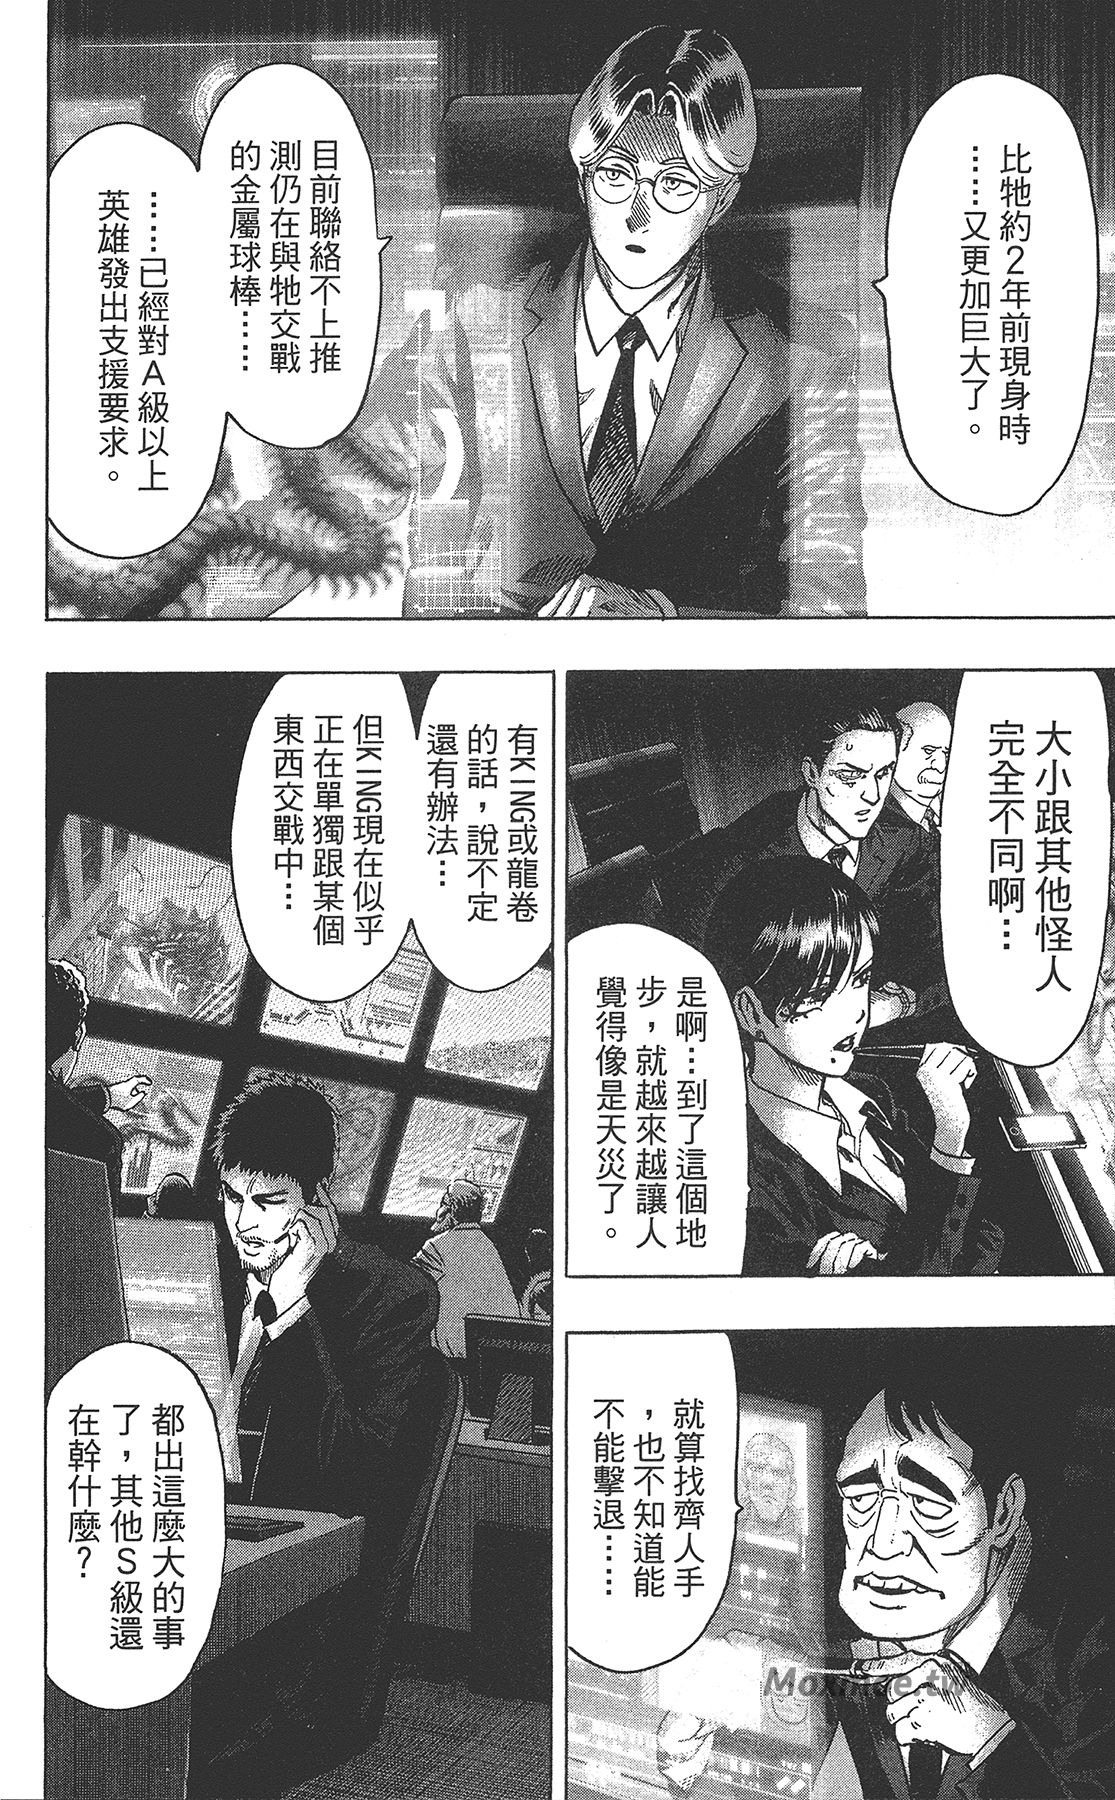 比牠約2年前現身時
⋯⋯又更加巨大了。
目前聯絡不上推
測仍在與牠交戰
的金屬球棒⋯⋯
⋯⋯已經對A級以上
英雄發出支援要求。
大小跟其他怪人
完全不同啊⋯
是啊⋯到了這個地
步，就越來越讓人
覺得像是天災了。
就算找齊人手
，也不知道能
不能擊退⋯⋯
有KING或龍卷
的話，說不定
還有辦法⋯
但KING現在似乎
正在單獨跟某個
東西交戰中⋯
都出這麼大的事
了，其他S級還
在幹什麼？
Moxmoe.tw